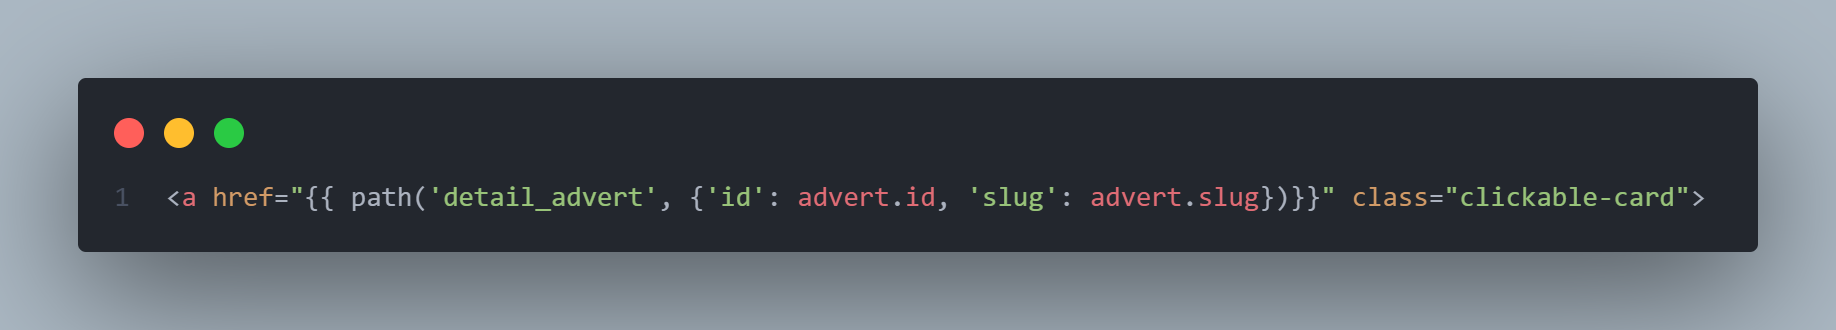 1 <a href="{{ path('detail_advert', {'id': advert.id, 'slug': advert.slug})}}" class="clickable-card">